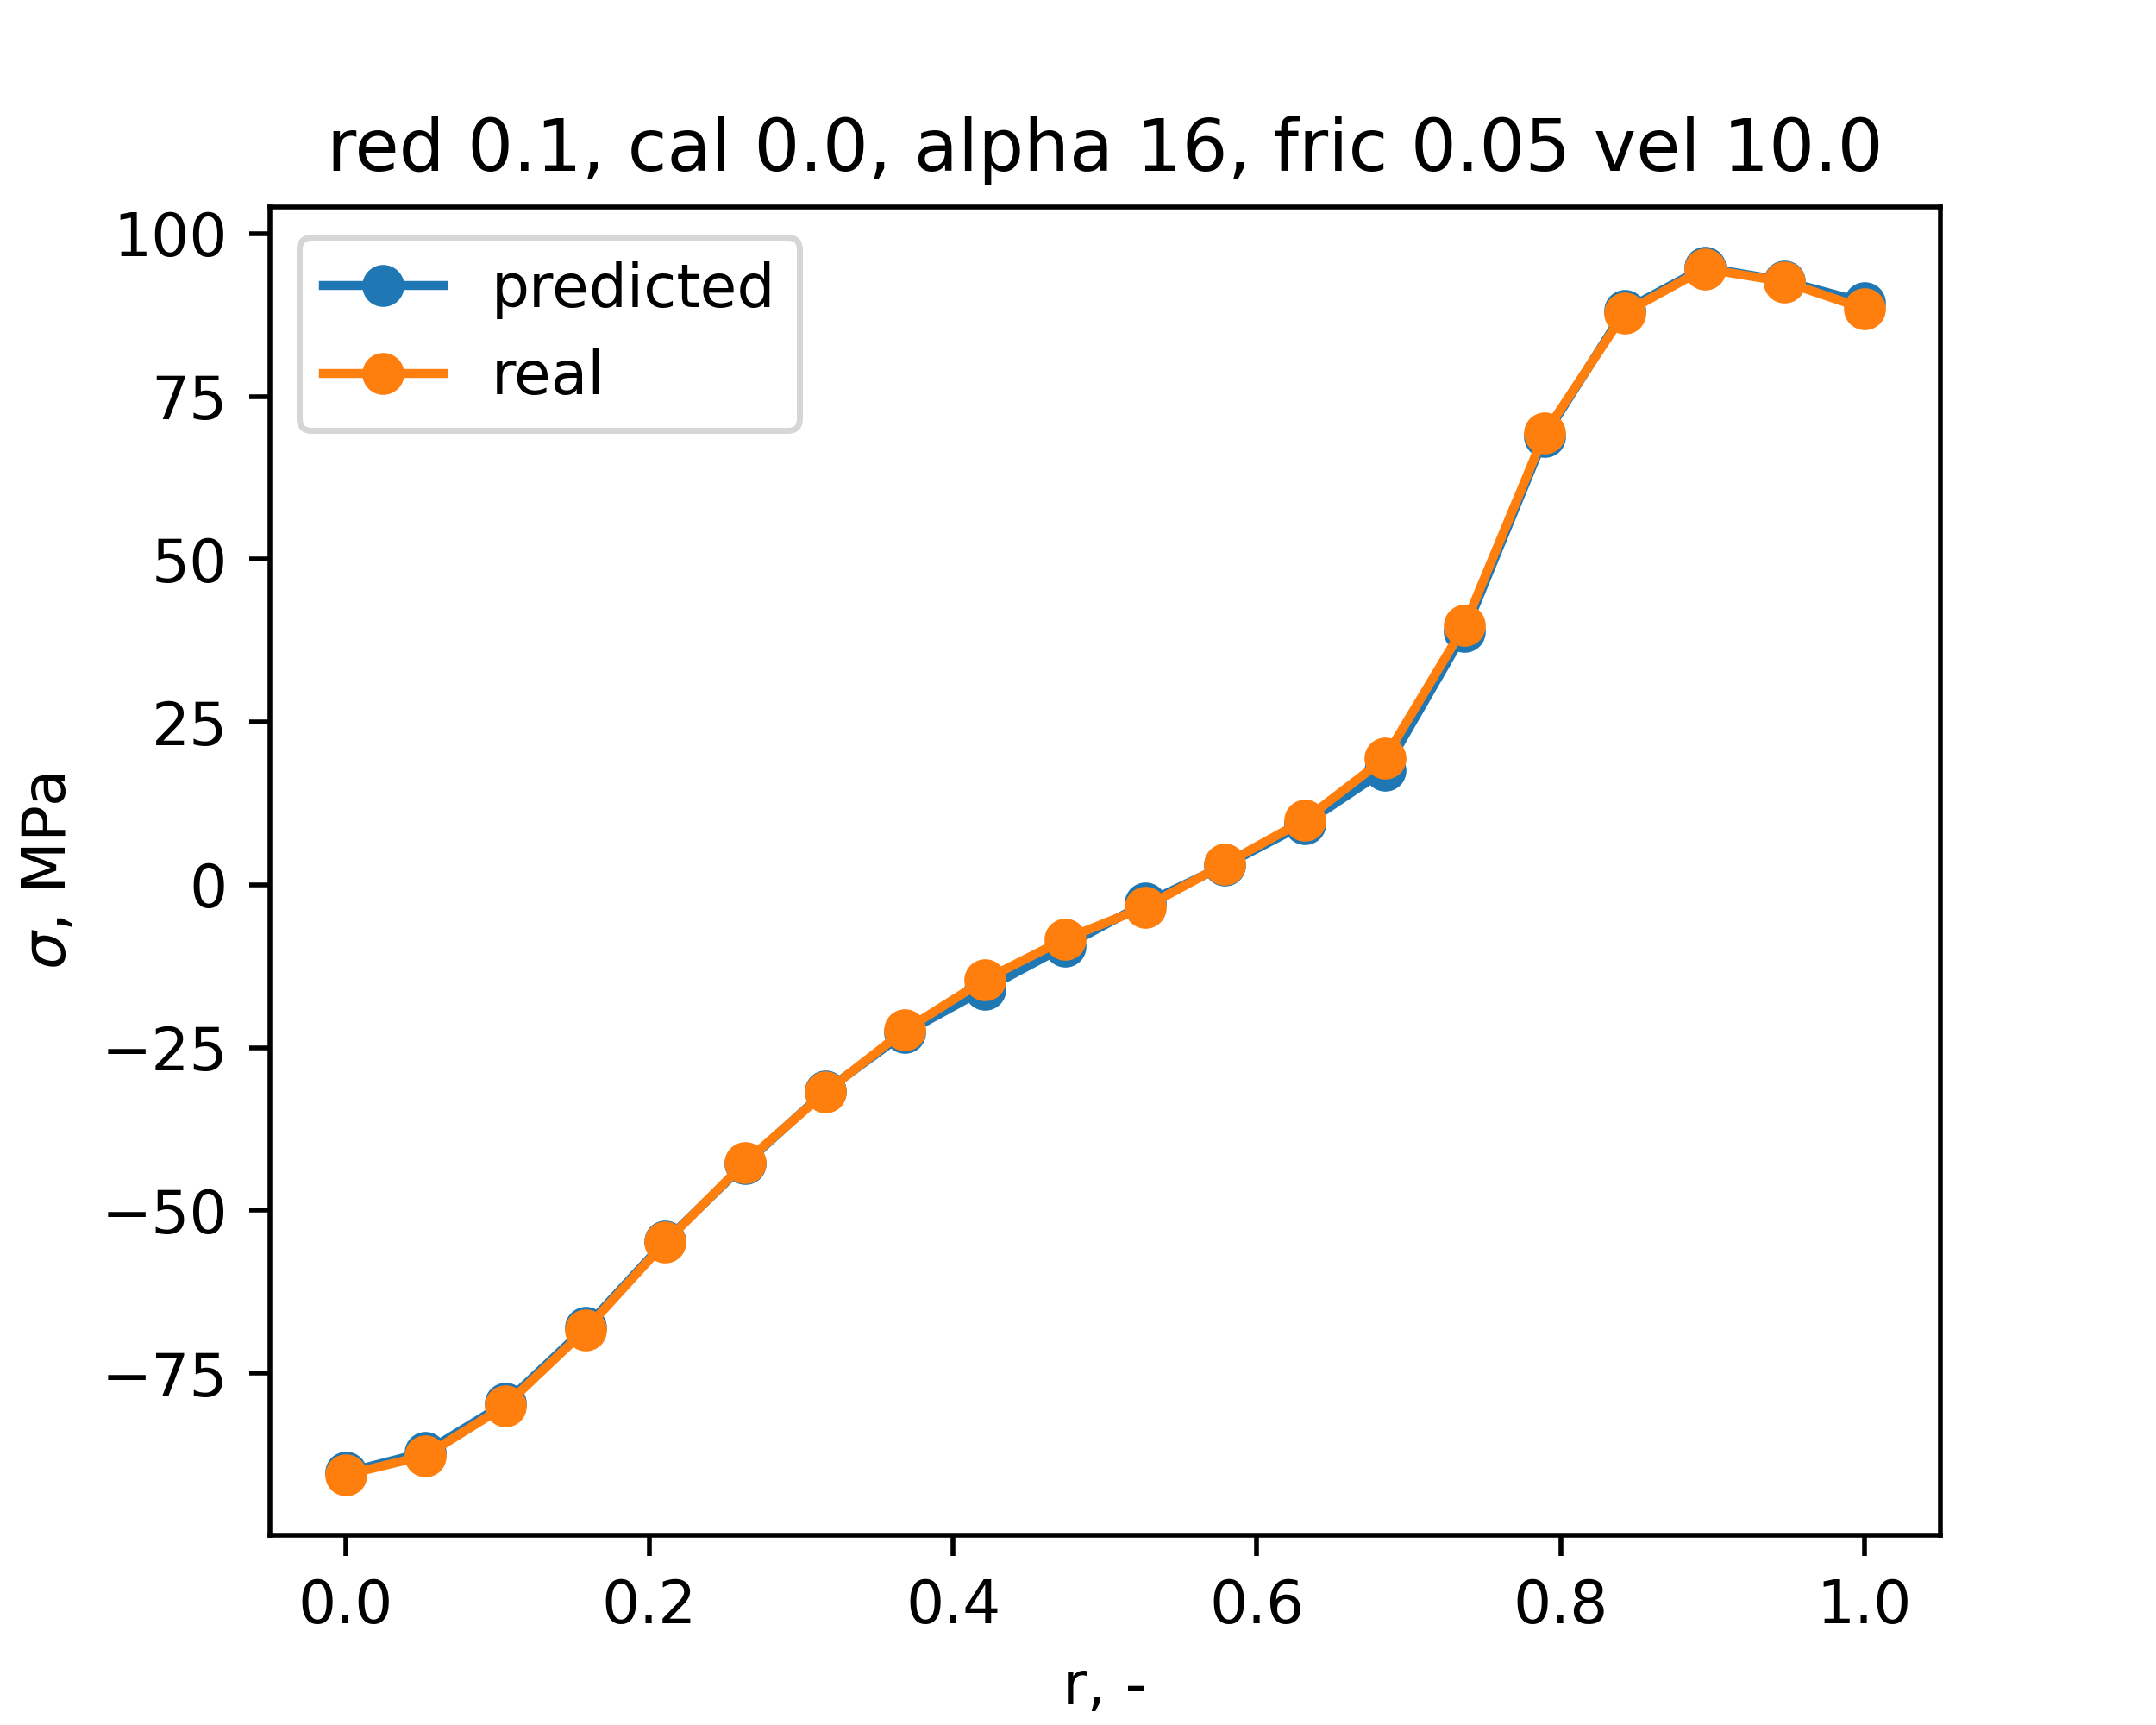 red 0.1, cal 0.0, alpha 16, fric 0.05 vel 10.0
predicted
real
100
75
50
25
0
−25
−50
−75
σ, MPa
0.0 0.2 0.4 0.6 0.8 1.0
r, -